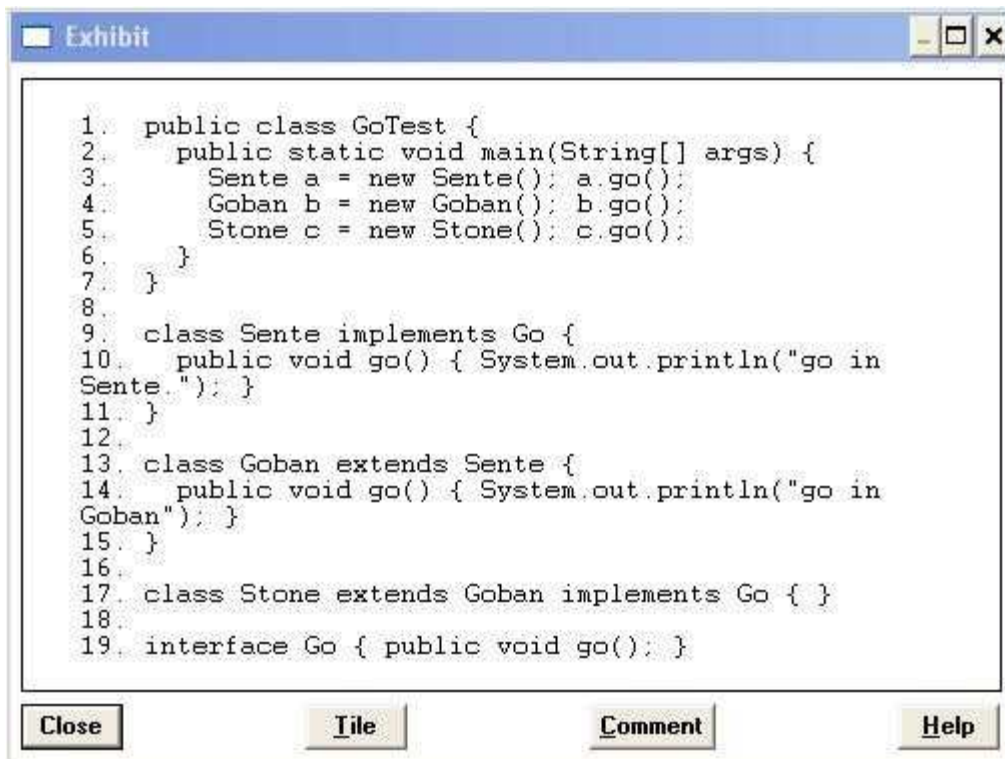 Exhibit
1. public class GoTest {
2. public static void main(String[] args) {
3. Sente a = new Sente(); a.go();
4. Goban b = new Goban(); b.go();
5. Stone c = new Stone(); c.go();
6. }
7. }
8.
9. class Sente implements Go {
10. public void go() { System.out.println("go in
Sente."); }
11. }
12.
13. class Goban extends Sente {
14. public void go() { System.out.println("go in
Goban"); }
15. }
16.
17. class Stone extends Goban implements Go { }
18.
19. interface Go { public void go(); }
Close Tile Comment Help